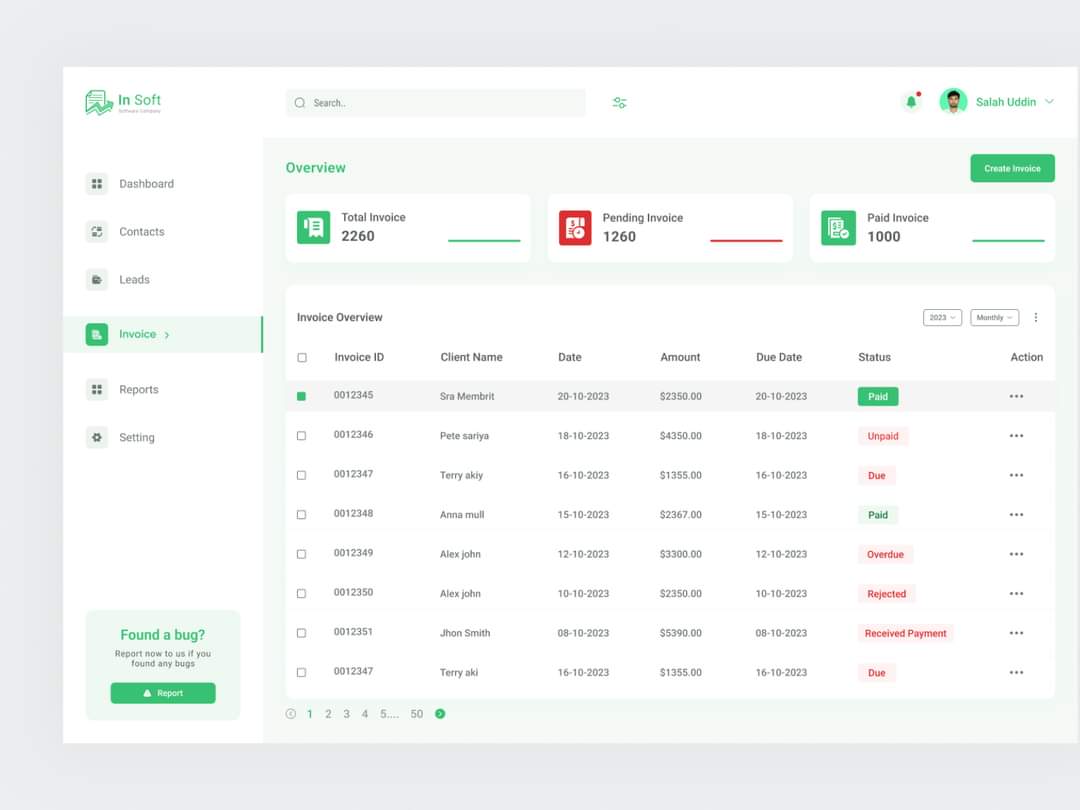 In Soft
Software Company
Search..
Salah Uddin
Dashboard
Contacts
Leads
Invoice
Reports
Setting
Found a bug?
Report now to us if you
found any bugs
Report
Overview
Create Invoice
Total Invoice
2260
Pending Invoice
1260
Paid Invoice
1000
Invoice Overview
2023
Monthly
Invoice ID Client Name Date Amount Due Date Status Action
0012345 Sra Membrit 20-10-2023 $2350.00 20-10-2023 Paid
0012346 Pete sariya 18-10-2023 $4350.00 18-10-2023 Unpaid
0012347 Terry akiy 16-10-2023 $1355.00 16-10-2023 Due
0012348 Anna mull 15-10-2023 $2367.00 15-10-2023 Paid
0012349 Alex john 12-10-2023 $3300.00 12-10-2023 Overdue
0012350 Alex john 10-10-2023 $2350.00 10-10-2023 Rejected
0012351 Jhon Smith 08-10-2023 $5390.00 08-10-2023 Received Payment
0012347 Terry aki 16-10-2023 $1355.00 16-10-2023 Due
1 2 3 4 5.... 50